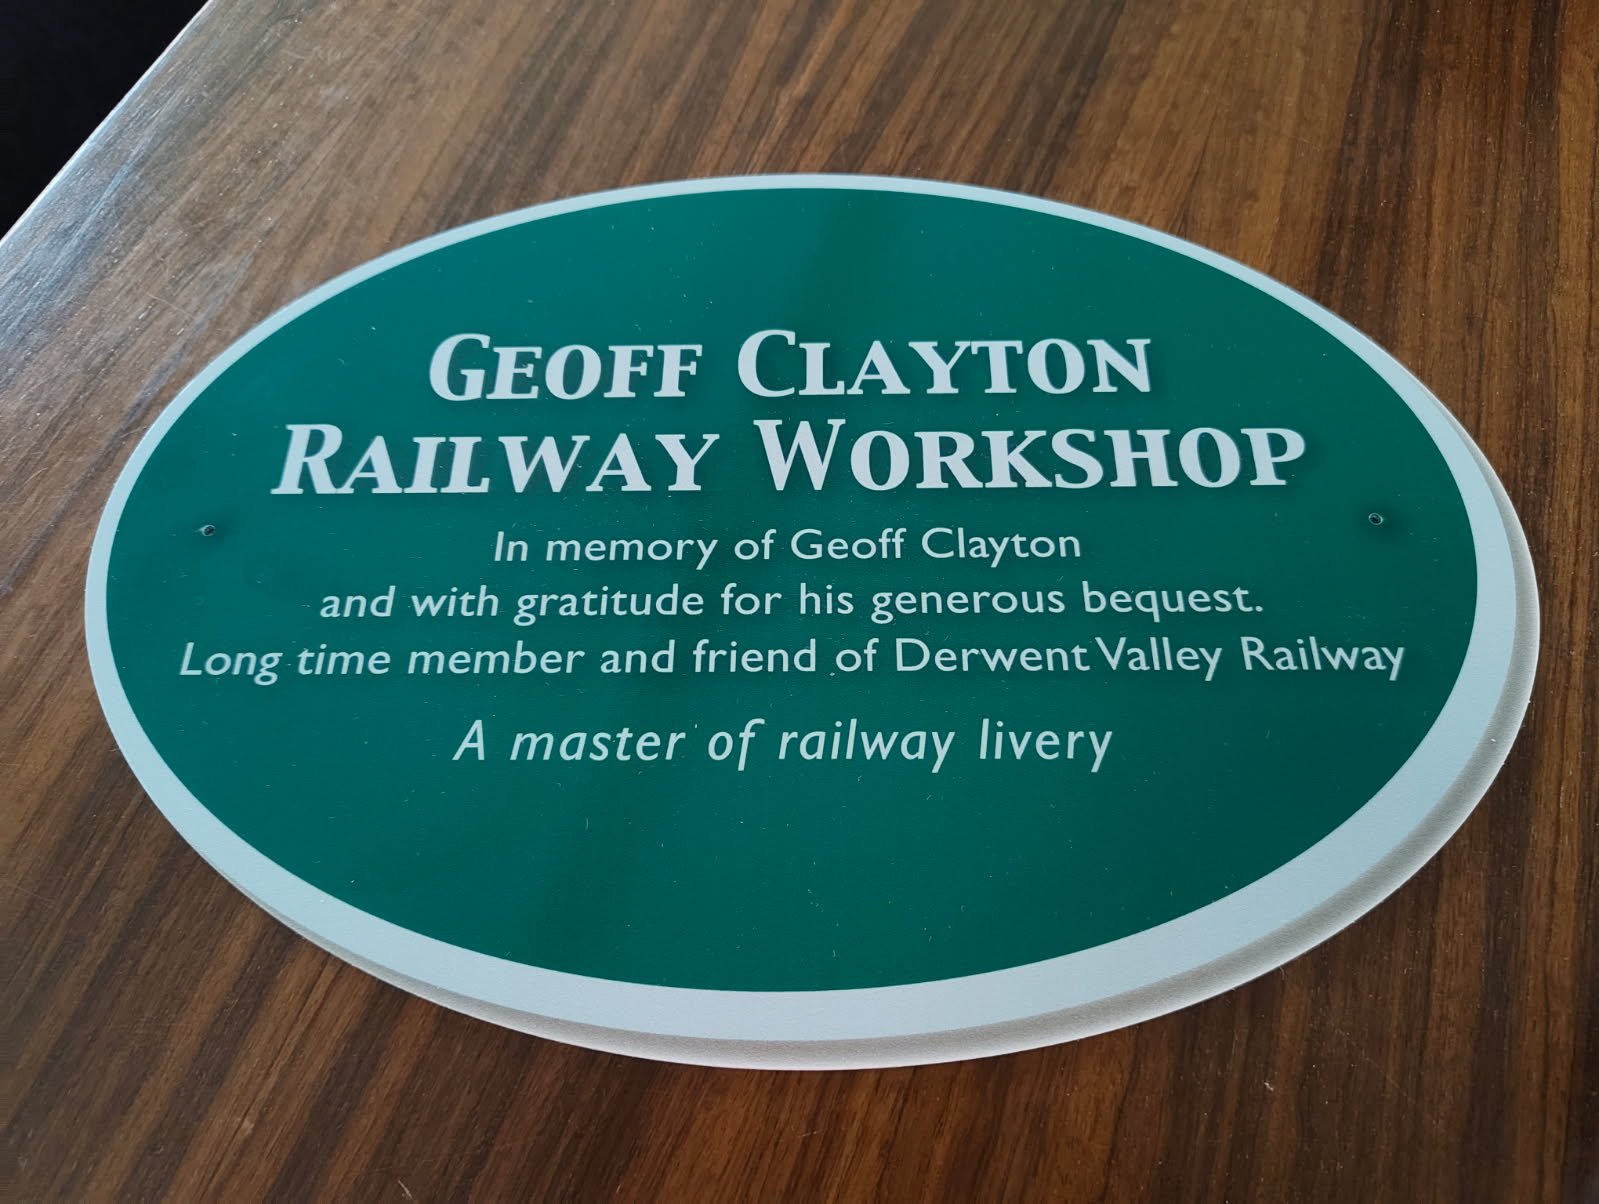 GEOFF CLAYTON
RAILWAY WORKSHOP
In memory of Geoff Clayton
and with gratitude for his generous bequest.
Long time member and friend of Derwent Valley Railway
A master of railway livery